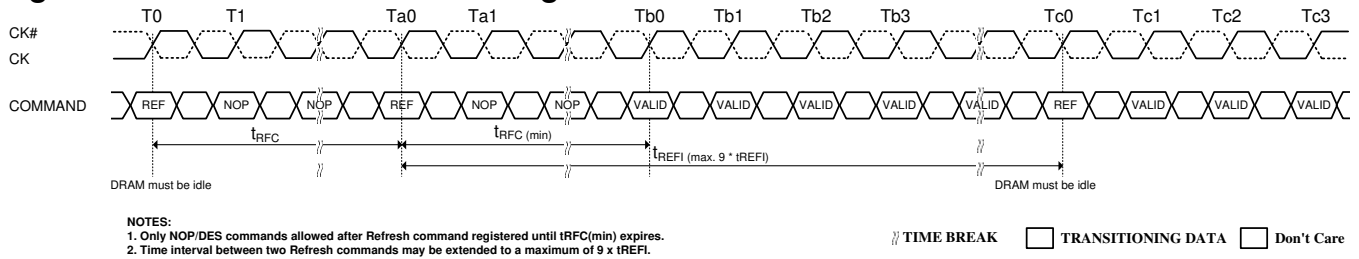 T0 T1 Ta0 Ta1 Tb0 Tb1 Tb2 Tb3 Tc0 Tc1 Tc2 Tc3
CK#
CK
COMMAND REF NOP NOP REF NOP NOP VALID VALID VALID VALID VALID REF VALID VALID VALID
tRFC tRFC (min)
tREFI (max. 9 * tREFI)
DRAM must be idle DRAM must be idle
NOTES:
1. Only NOP/DES commands allowed after Refresh command registered until tRFC(min) expires.
2. Time interval between two Refresh commands may be extended to a maximum of 9 x tREFI.
TIME BREAK TRANSITIONING DATA Don't Care